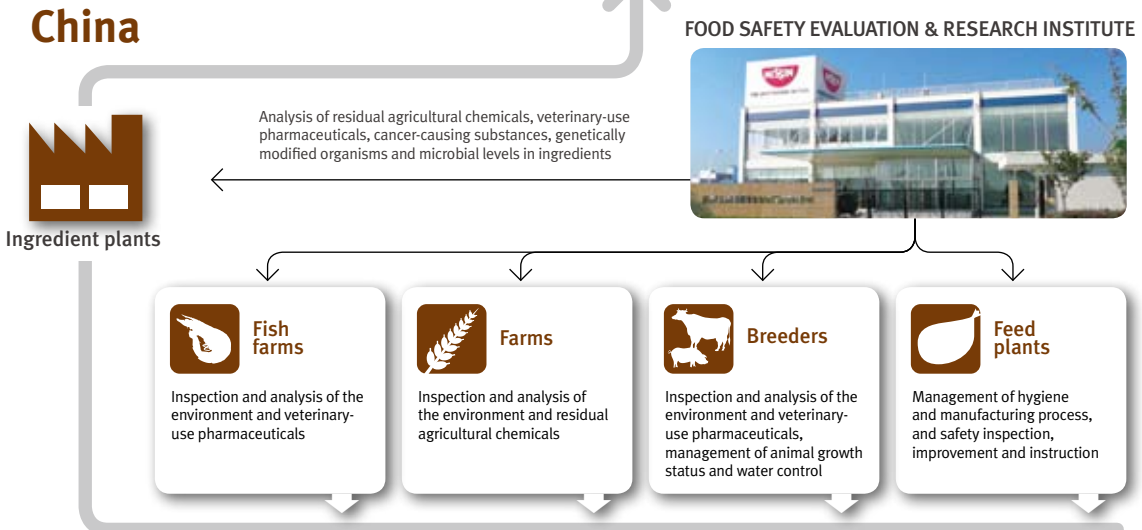 China
FOOD SAFETY EVALUATION & RESEARCH INSTITUTE
NISSIN
Analysis of residual agricultural chemicals, veterinary-use
pharmaceuticals, cancer-causing substances, genetically
modified organisms and microbial levels in ingredients
Ingredient plants
Fish
farms
Inspection and analysis of the
environment and veterinary-
use pharmaceuticals
Farms
Inspection and analysis of
the environment and residual
agricultural chemicals
Breeders
Inspection and analysis of the
environment and veterinary-
use pharmaceuticals,
management of animal growth
status and water control
Feed
plants
Management of hygiene
and manufacturing process,
and safety inspection,
improvement and instruction